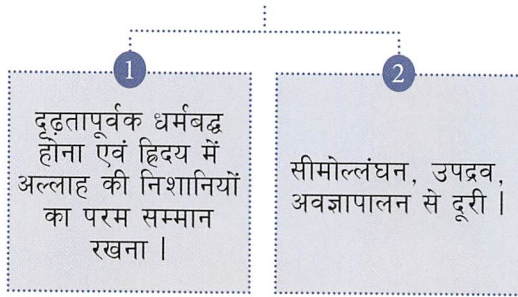 1
दृढ़तापूर्वक धर्मबद्ध
होना एवं ह्रिदय में
अल्लाह की निशानियों
का परम सम्मान
रखना |
2
सीमोल्लंघन, उपद्रव,
अवज्ञापालन से दूरी |